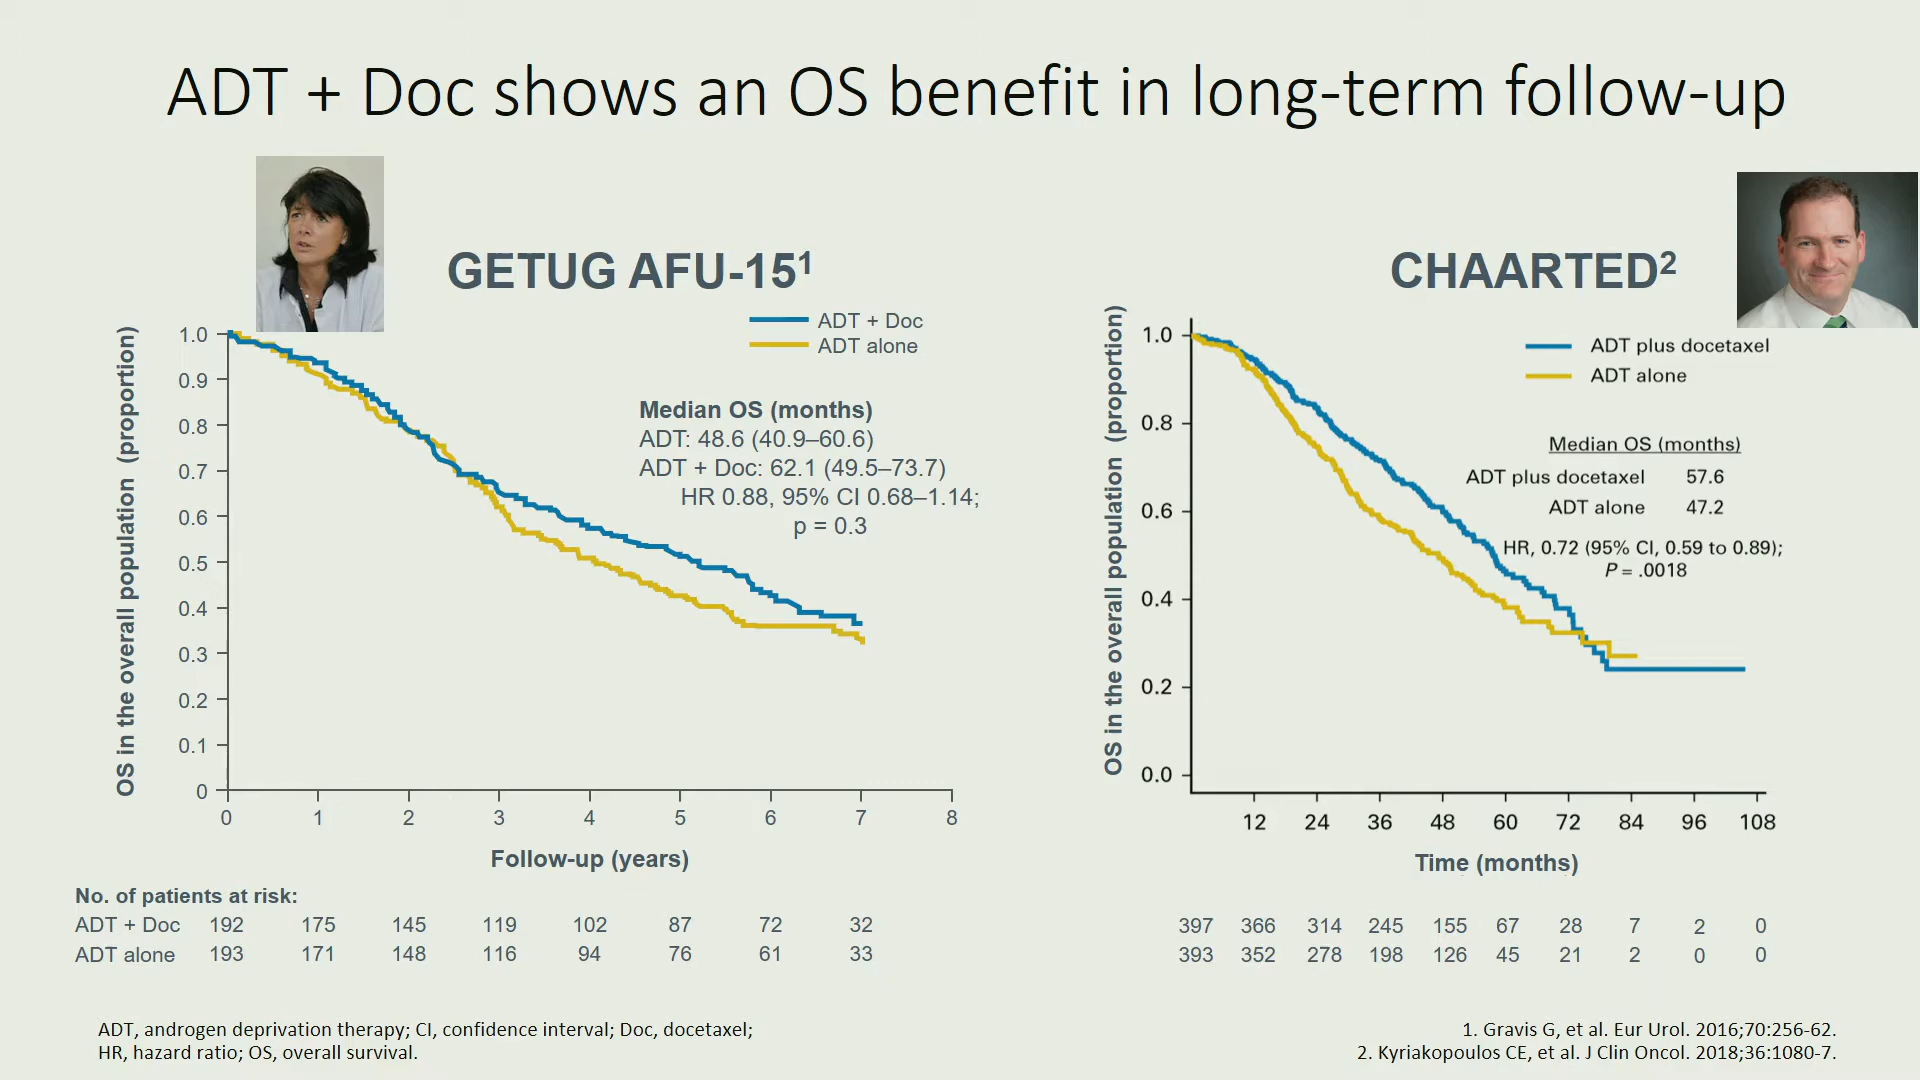 ADT + Doc shows an OS benefit in long-term follow-up
GETUG AFU-15¹
ADT + Doc
ADT alone
Median OS (months)
ADT: 48.6 (40.9–60.6)
ADT + Doc: 62.1 (49.5–73.7)
HR 0.88, 95% CI 0.68–1.14;
p = 0.3
OS in the overall population (proportion)
1.0
0.9
0.8
0.7
0.6
0.5
0.4
0.3
0.2
0.1
0
0 1 2 3 4 5 6 7 8
Follow-up (years)
No. of patients at risk:
ADT + Doc 192 175 145 119 102 87 72 32
ADT alone 193 171 148 116 94 76 61 33
CHAARTED²
ADT plus docetaxel
ADT alone
Median OS (months)
ADT plus docetaxel 57.6
ADT alone 47.2
HR, 0.72 (95% CI, 0.59 to 0.89);
P = .0018
OS in the overall population (proportion)
1.0
0.8
0.6
0.4
0.2
0.0
12 24 36 48 60 72 84 96 108
Time (months)
397 366 314 245 155 67 28 7 2 0
393 352 278 198 126 45 21 2 0 0
ADT, androgen deprivation therapy; CI, confidence interval; Doc, docetaxel;
HR, hazard ratio; OS, overall survival.
1. Gravis G, et al. Eur Urol. 2016;70:256-62.
2. Kyriakopoulos CE, et al. J Clin Oncol. 2018;36:1080-7.